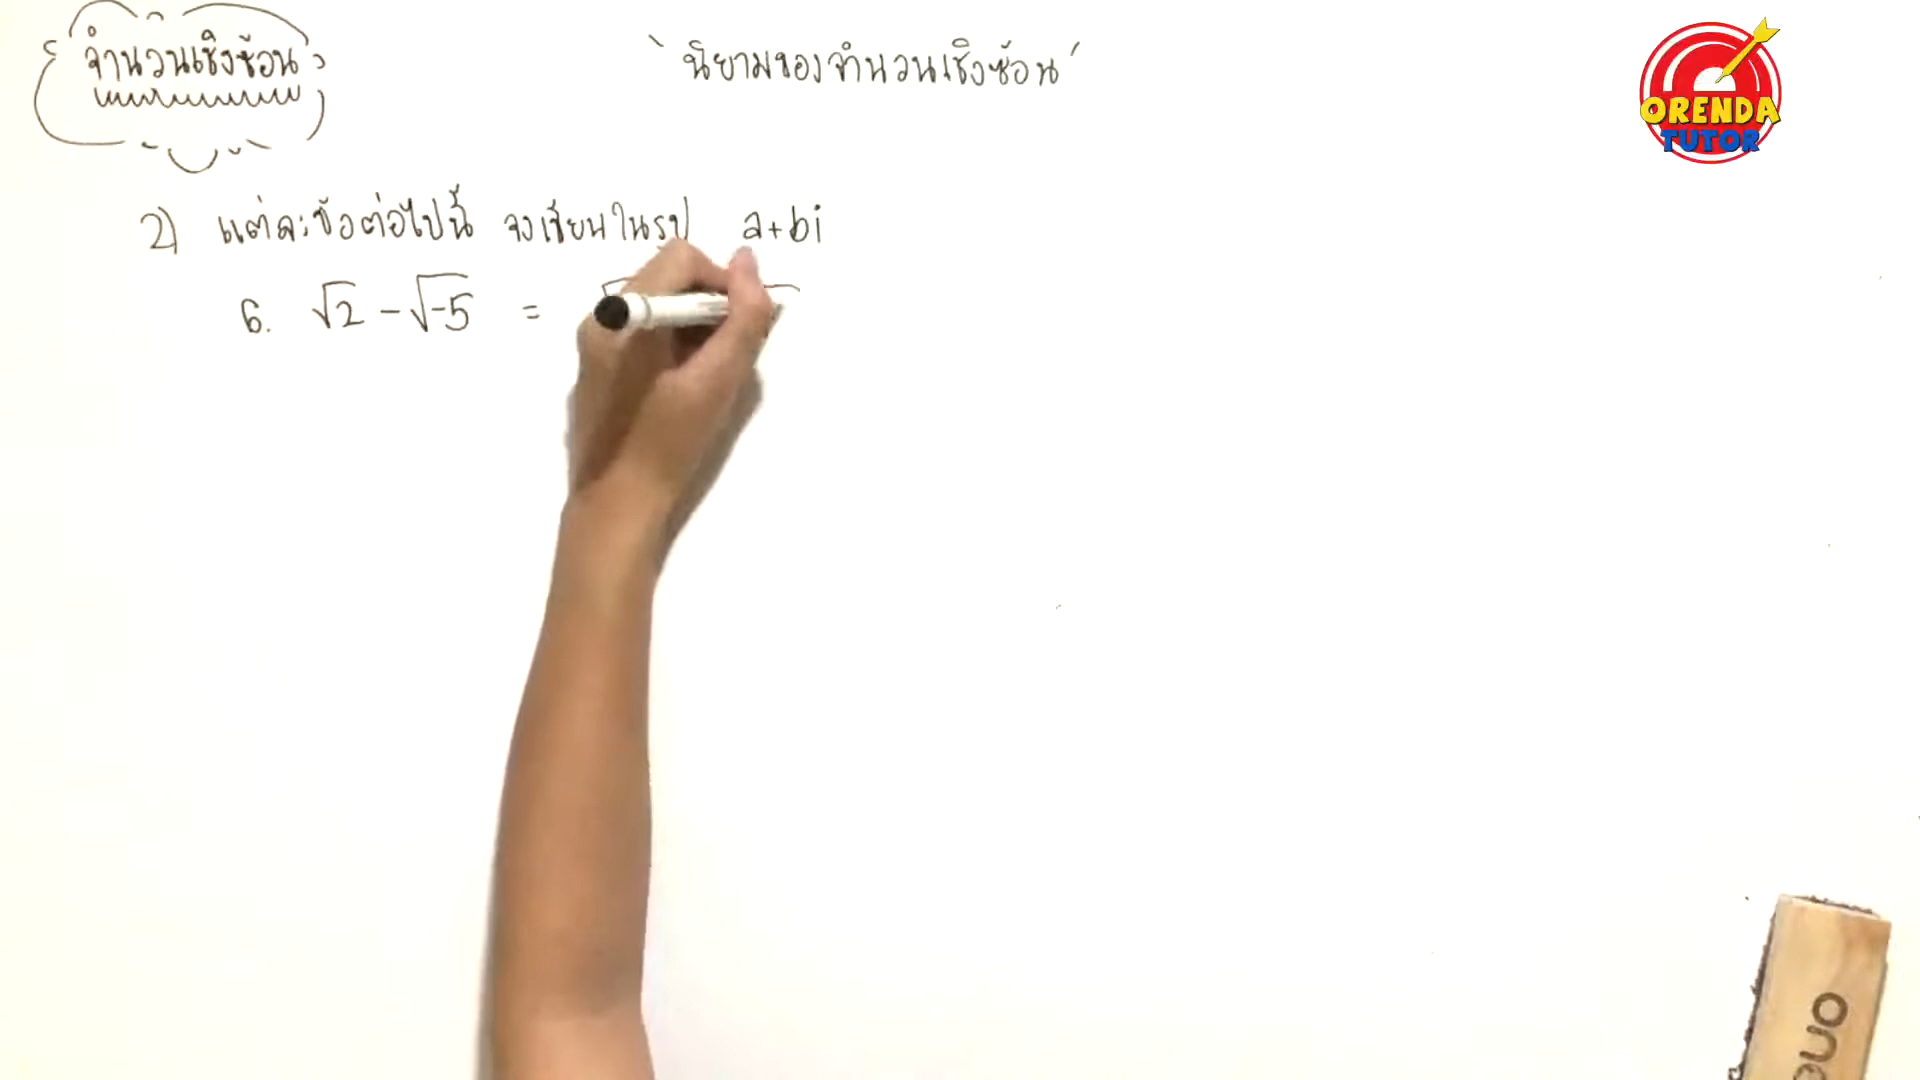 จำนวนเชิงซ้อน
`นิยามของจำนวนเชิงซ้อน´
ORENDA
TUTOR
2) แต่ละข้อต่อไปนี้ จงเขียนในรูป a+bi
6. √2 - √-5 =